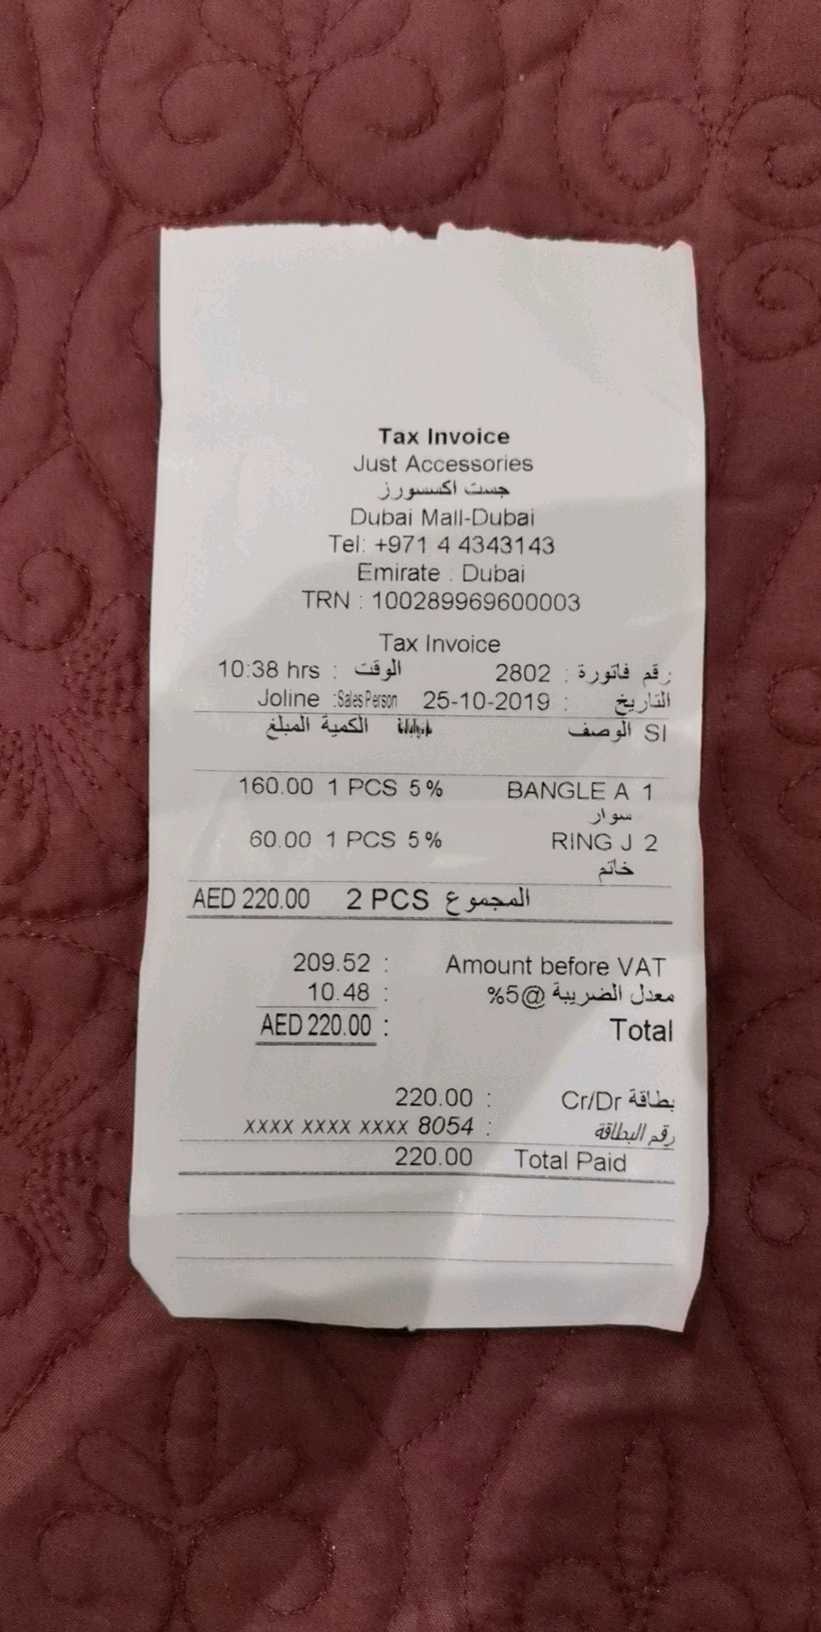 Tax Invoice
Just Accessories
جست اكسسورز
Dubai Mall-Dubai
Tel: +971 4 4343143
Emirate : Dubai
TRN : 100289969600003
Tax Invoice
رقم فاتورة : 2802 الوقت : 10:38 hrs
التاريخ : 25-10-2019 Sales Person: Joline
SI الوصف الكمية المبلغ
1 BANGLE A 5% 1 PCS 160.00
سوار
2 RING J 5% 1 PCS 60.00
خاتم
المجموع 2 PCS AED 220.00
Amount before VAT : 209.52
معدل الضريبة @5% : 10.48
Total : AED 220.00
بطاقة Cr/Dr : 220.00
رقم البطاقة : XXXX XXXX XXXX 8054
Total Paid 220.00